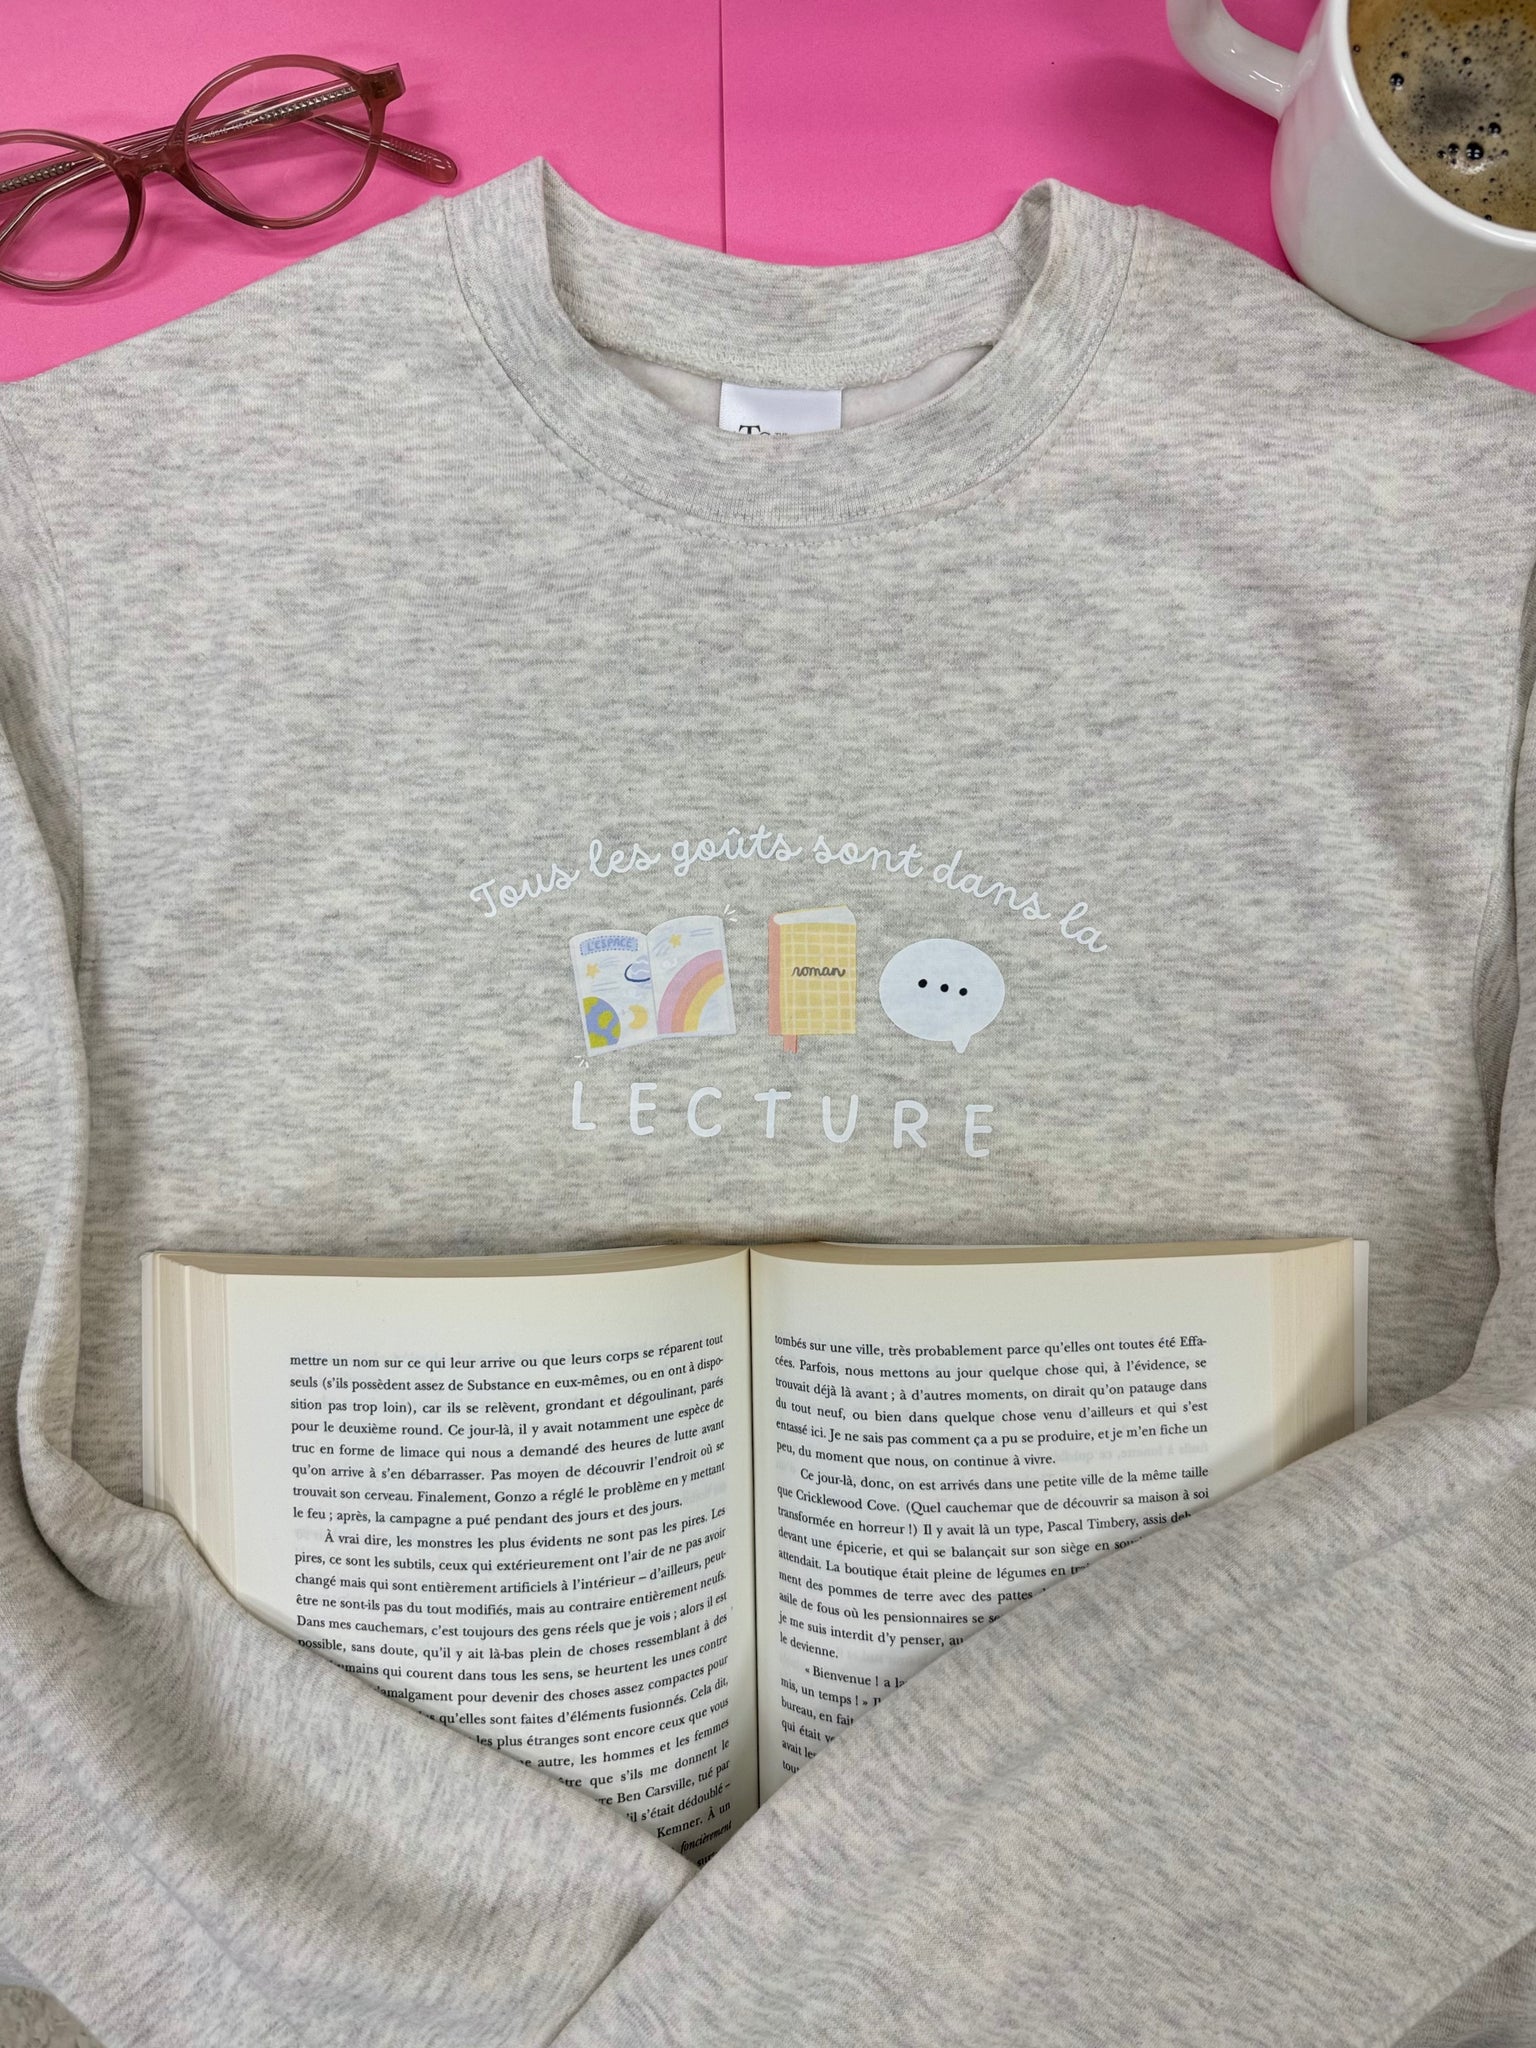 Tous les goûts sont dans la
L'ESPACE
roman
LECTURE
mettre un nom sur ce qui leur arrive ou que leurs corps se réparent tout
seuls (s'ils possèdent assez de Substance en eux-mêmes, ou en ont à dispo-
sition pas trop loin), car ils se relèvent, grondant et dégoulinant, parés
pour le deuxième round. Ce jour-là, il y avait notamment une espèce de
truc en forme de limace qui nous a demandé des heures de lutte avant
qu'on arrive à s'en débarrasser. Pas moyen de découvrir l'endroit où se
trouvait son cerveau. Finalement, Gonzo a réglé le problème en y mettant
le feu ; après, la campagne a pué pendant des jours et des jours.
À vrai dire, les monstres les plus évidents ne sont pas les pires. Les
pires, ce sont les subtils, ceux qui extérieurement ont l'air de ne pas avoir
changé mais qui sont entièrement artificiels à l'intérieur – d'ailleurs, peut-
être ne sont-ils pas du tout modifiés, mais au contraire entièrement neufs.
Dans mes cauchemars, c'est toujours des gens réels que je vois ; alors il est
possible, sans doute, qu'il y ait là-bas plein de choses ressemblant à des
qui courent dans tous les sens, se heurtent les unes contre
pour devenir des choses assez compactes pour
qu'elles sont faites d'éléments fusionnés. Cela dit,
les plus étranges sont encore ceux que vous
autre, les hommes et les femmes
que s'ils me donnent le
Ben Carsville, tué par
s'était dédoublé –
Kemner. À un
foncièrement
tombés sur une ville, très probablement parce qu'elles ont toutes été Effa-
cées. Parfois, nous mettons au jour quelque chose qui, à l'évidence, se
trouvait déjà là avant ; à d'autres moments, on dirait qu'on patauge dans
du tout neuf, ou bien dans quelque chose venu d'ailleurs et qui s'est
entassé ici. Je ne sais pas comment ça a pu se produire, et je m'en fiche un
peu, du moment que nous, on continue à vivre.
Ce jour-là, donc, on est arrivés dans une petite ville de la même taille
que Cricklewood Cove. (Quel cauchemar que de découvrir sa maison à soi
transformée en horreur !) Il y avait là un type, Pascal Timbery, assis
devant une épicerie, et qui se balançait sur son siège en
attendait. La boutique était pleine de légumes en
ment des pommes de terre avec des pattes
asile de fous où les pensionnaires se
je me suis interdit d'y penser,
le devienne.
« Bienvenue ! a
mis, un temps ! »
bureau, en fait
qui était
avait